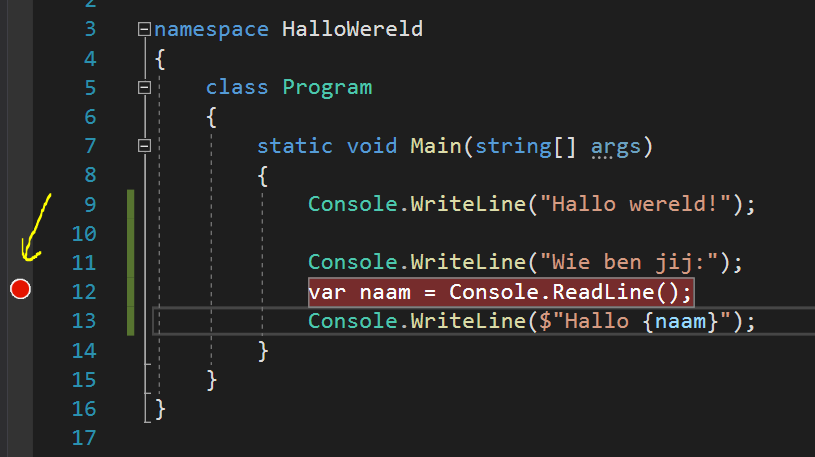 2
3 namespace HalloWereld
4 {
5 class Program
6 {
7 static void Main(string[] args)
8 {
9 Console.WriteLine("Hallo wereld!");
10
11 Console.WriteLine("Wie ben jij:");
12 var naam = Console.ReadLine();
13 Console.WriteLine($"Hallo {naam}");
14 }
15 }
16 }
17